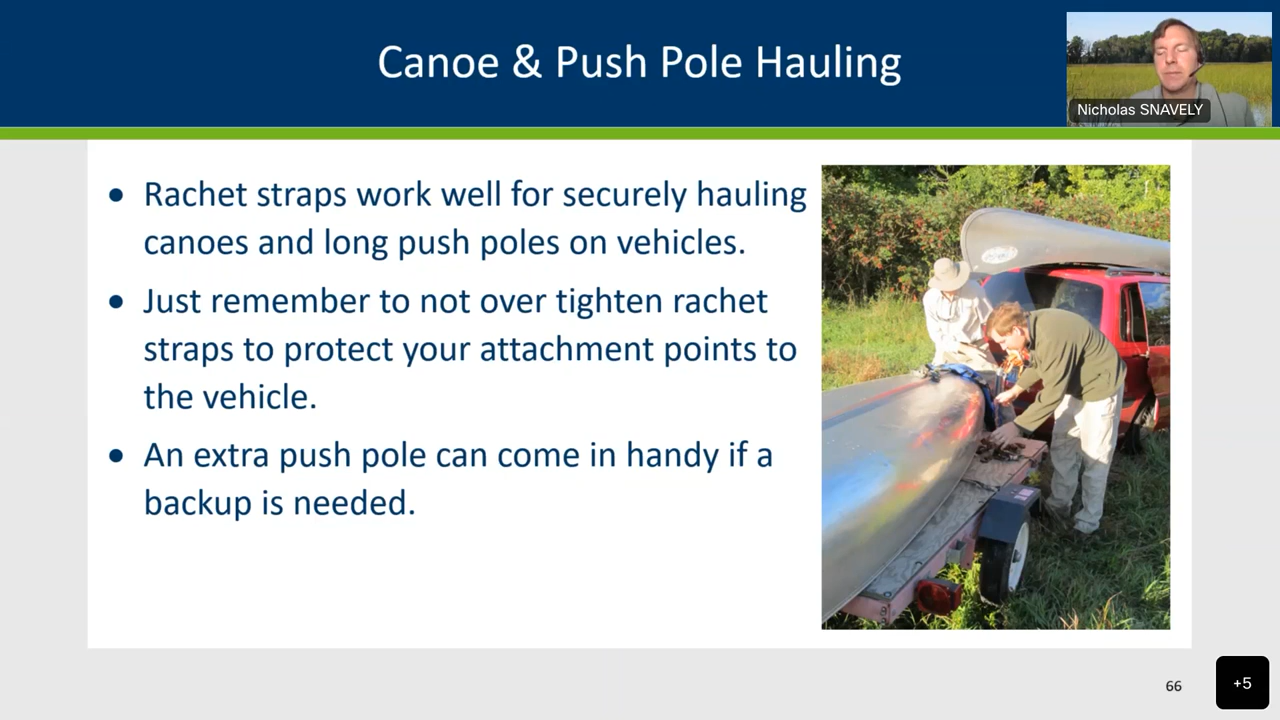 Canoe & Push Pole Hauling
Nicholas SNAVELY
• Rachet straps work well for securely hauling
canoes and long push poles on vehicles.
• Just remember to not over tighten rachet
straps to protect your attachment points to
the vehicle.
• An extra push pole can come in handy if a
backup is needed.
66
+5